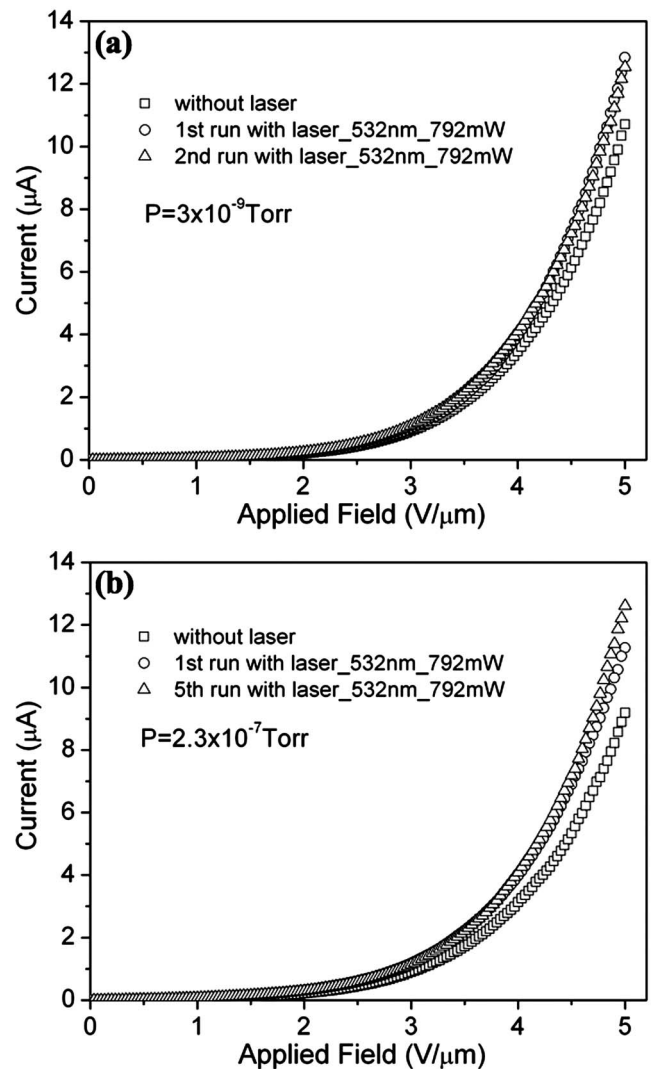 (a)
14
12
10
8
6
4
2
0
Current (μA)
without laser
1st run with laser_532nm_792mW
2nd run with laser_532nm_792mW
P=3x10⁻⁹Torr
0 1 2 3 4 5
Applied Field (V/μm)
(b)
14
12
10
8
6
4
2
0
Current (μA)
without laser
1st run with laser_532nm_792mW
5th run with laser_532nm_792mW
P=2.3x10⁻⁷Torr
0 1 2 3 4 5
Applied Field (V/μm)